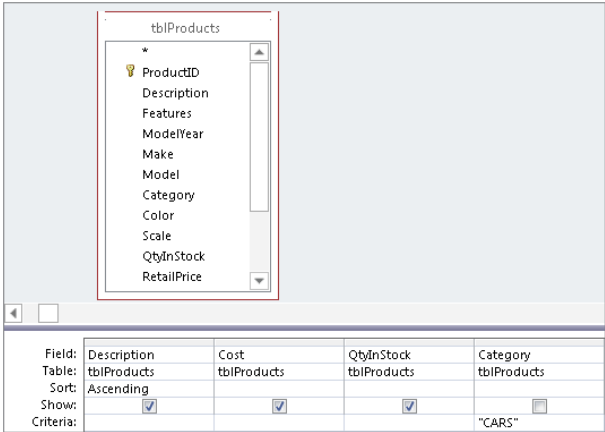 tblProducts
*
ProductID
Description
Features
ModelYear
Make
Model
Category
Color
Scale
QtyInStock
RetailPrice
Field: Description Cost QtyInStock Category
Table: tblProducts tblProducts tblProducts tblProducts
Sort: Ascending
Show:
Criteria: "CARS"